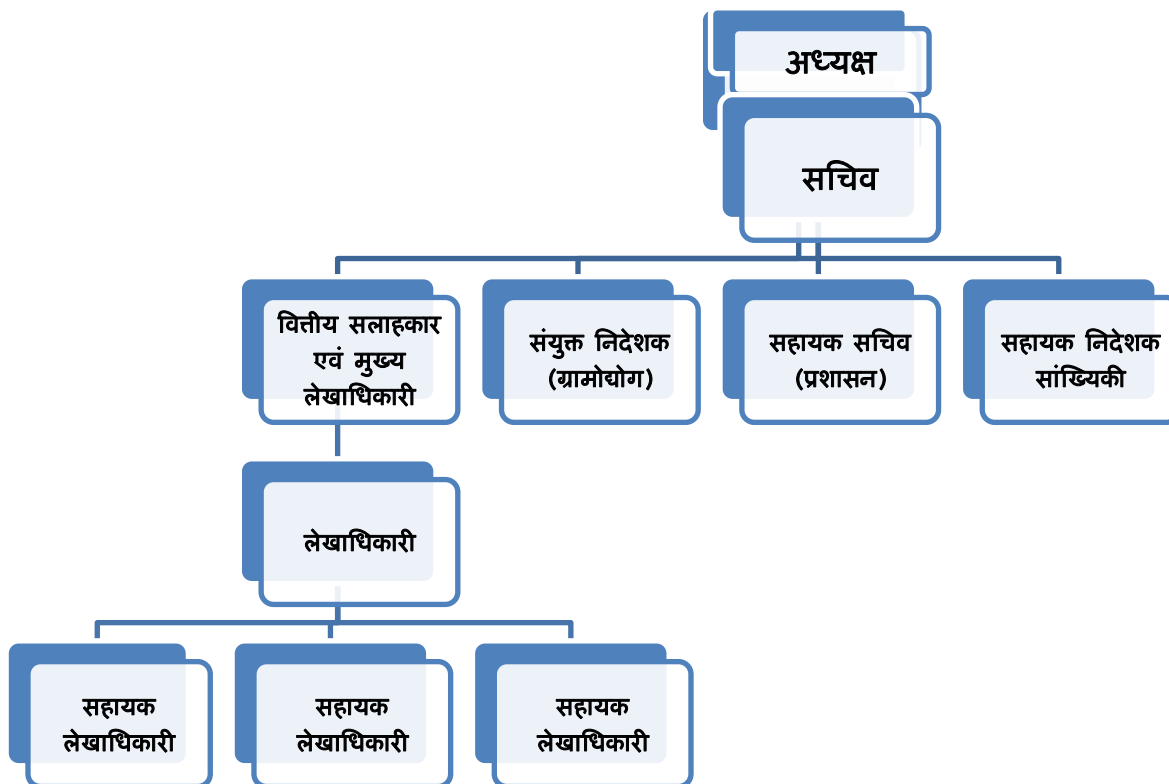 अध्यक्ष
सचिव
वित्तीय सलाहकार
एवं मुख्य
लेखाधिकारी
संयुक्त निदेशक
(ग्रामोद्योग)
सहायक सचिव
(प्रशासन)
सहायक निदेशक
सांख्यिकी
लेखाधिकारी
सहायक
लेखाधिकारी
सहायक
लेखाधिकारी
सहायक
लेखाधिकारी